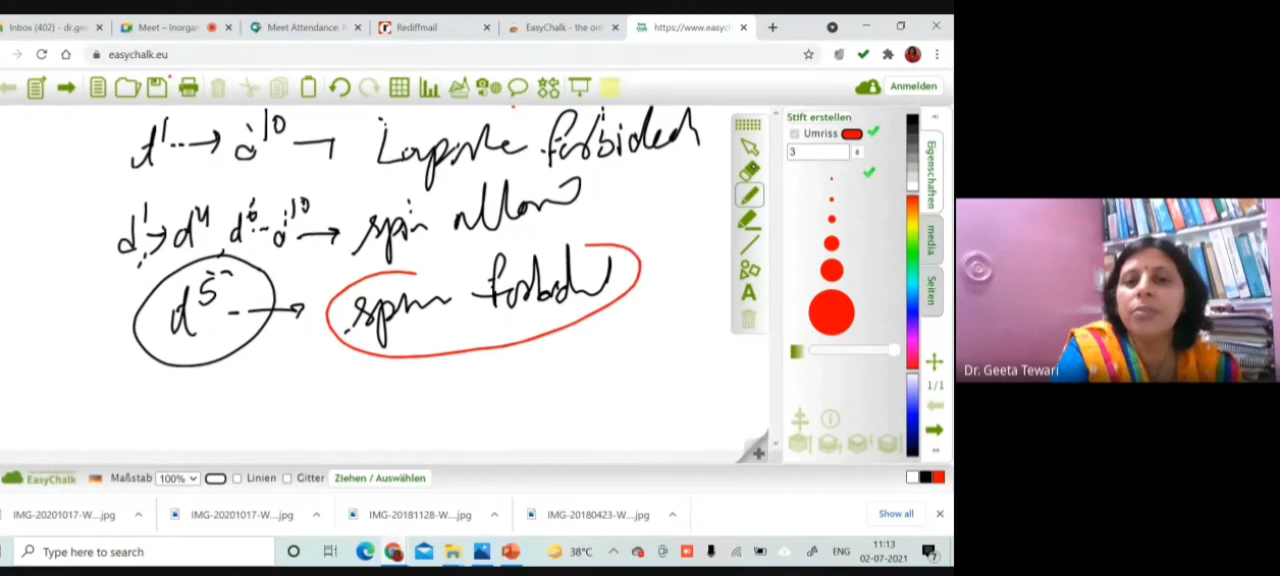 Inbox (402) - dr.gee
Meet – Inorgan
Meet Attendance: R
Rediffmail
EasyChalk - the onl
https://www.easych
easychalk.eu
Anmelden
Stift erstellen
Umriss
3
Eigenschaften
media
Seiten
1/1
A
d¹ → d¹⁰ → Laporte forbidden
d¹ → d⁴ d⁶ d¹⁰ → spin allow
d⁵ → spin forbid
Dr. Geeta Tewari
EasyChalk Maßstab 100% Linien Gitter Ziehen / Auswählen
IMG-20201017-W....jpg IMG-20201017-W....jpg IMG-20181128-W....jpg IMG-20180423-W....jpg Show all
Type here to search 38°C ENG 11:13
02-07-2021